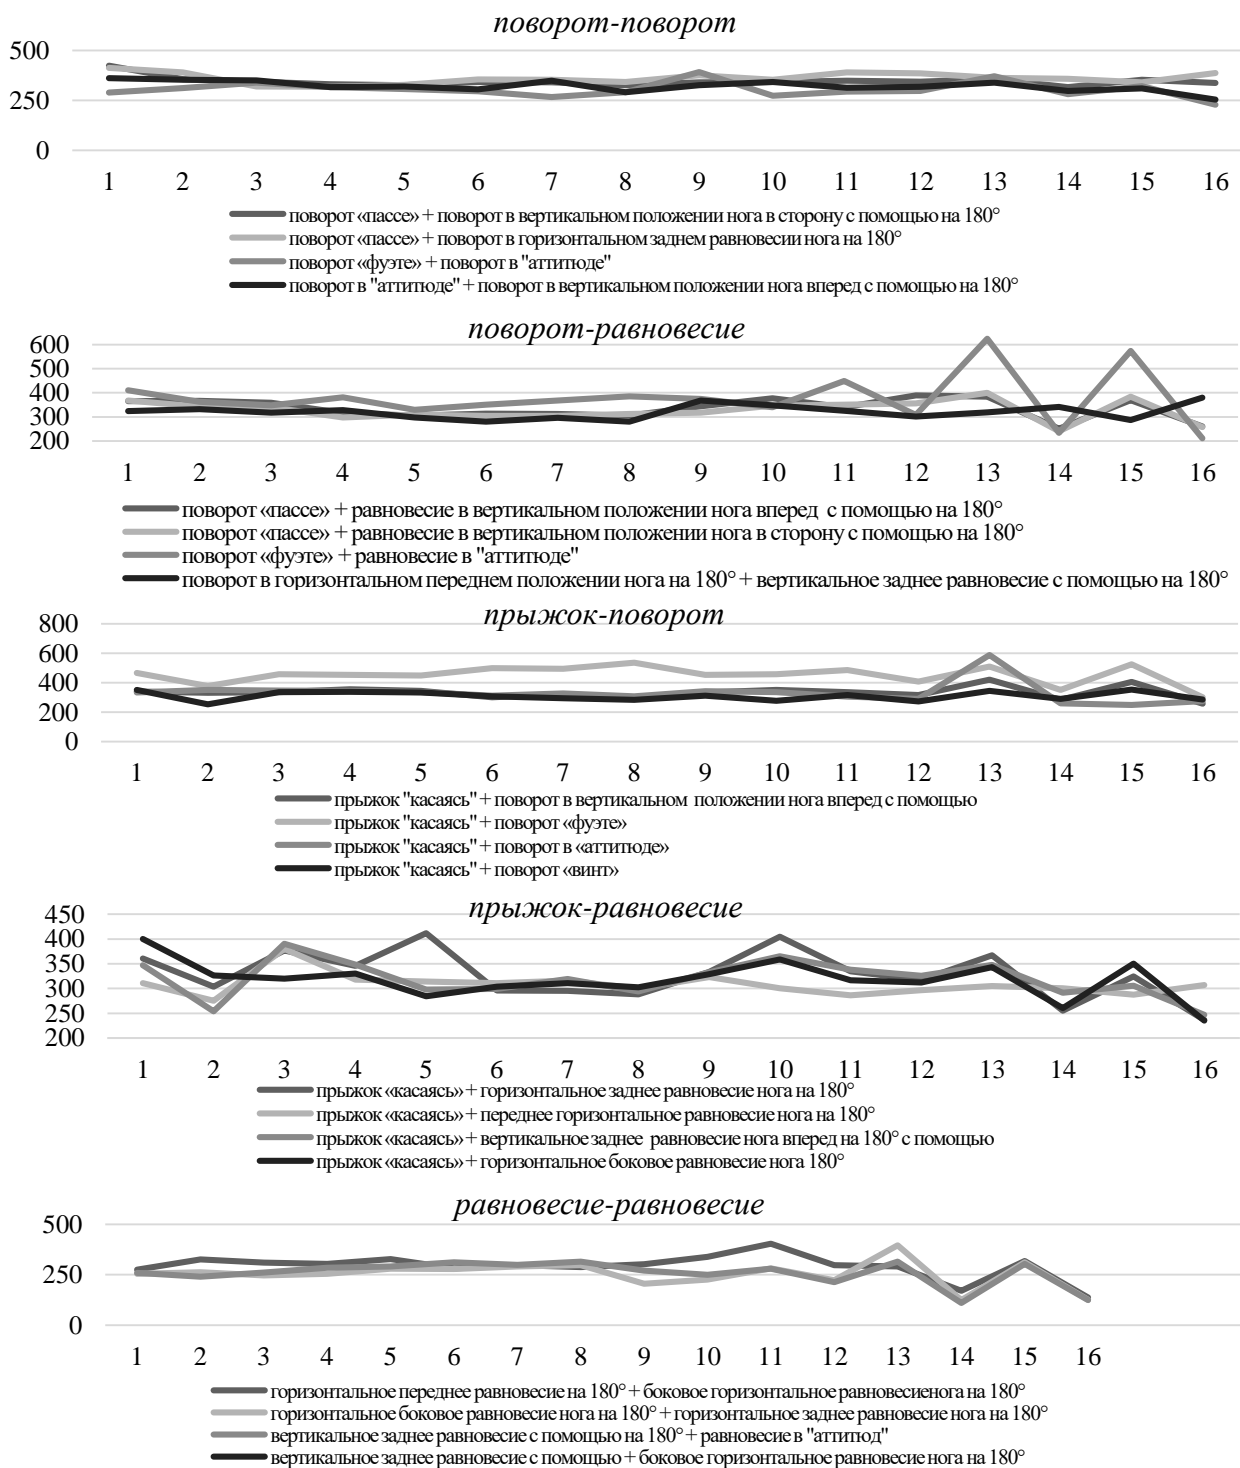 поворот-поворот
500
250
0
1 2 3 4 5 6 7 8 9 10 11 12 13 14 15 16
поворот «пассе» + поворот в вертикальном положении нога в сторону с помощью на 180°
поворот «пассе» + поворот в горизонтальном заднем равновесии нога на 180°
поворот «фуэте» + поворот в "аттитюде"
поворот в "аттитюде" + поворот в вертикальном положении нога вперед с помощью на 180°
поворот-равновесие
600
500
400
300
200
1 2 3 4 5 6 7 8 9 10 11 12 13 14 15 16
поворот «пассе» + равновесие в вертикальном положении нога вперед с помощью на 180°
поворот «пассе» + равновесие в вертикальном положении нога в сторону с помощью на 180°
поворот «фуэте» + равновесие в "аттитюде"
поворот в горизонтальном переднем положении нога на 180° + вертикальное заднее равновесие с помощью на 180°
прыжок-поворот
800
600
400
200
0
1 2 3 4 5 6 7 8 9 10 11 12 13 14 15 16
прыжок "касаясь" + поворот в вертикальном положении нога вперед с помощью
прыжок "касаясь" + поворот «фуэте»
прыжок "касаясь" + поворот в «аттитюде»
прыжок "касаясь" + поворот «винт»
прыжок-равновесие
450
400
350
300
250
200
1 2 3 4 5 6 7 8 9 10 11 12 13 14 15 16
прыжок «касаясь» + горизонтальное заднее равновесие нога на 180°
прыжок «касаясь» + переднее горизонтальное равновесие нога на 180°
прыжок «касаясь» + вертикальное заднее равновесие нога вперед на 180° с помощью
прыжок «касаясь» + горизонтальное боковое равновесие нога 180°
равновесие-равновесие
500
250
0
1 2 3 4 5 6 7 8 9 10 11 12 13 14 15 16
горизонтальное переднее равновесие на 180° + боковое горизонтальное равновесиенога на 180°
горизонтальное боковое равновесие нога на 180° + горизонтальное заднее равновесие нога на 180°
вертикальное заднее равновесие с помощью на 180° + равновесие в "аттитюд"
вертикальное заднее равновесие с помощью + боковое горизонтальное равновесие нога на 180°